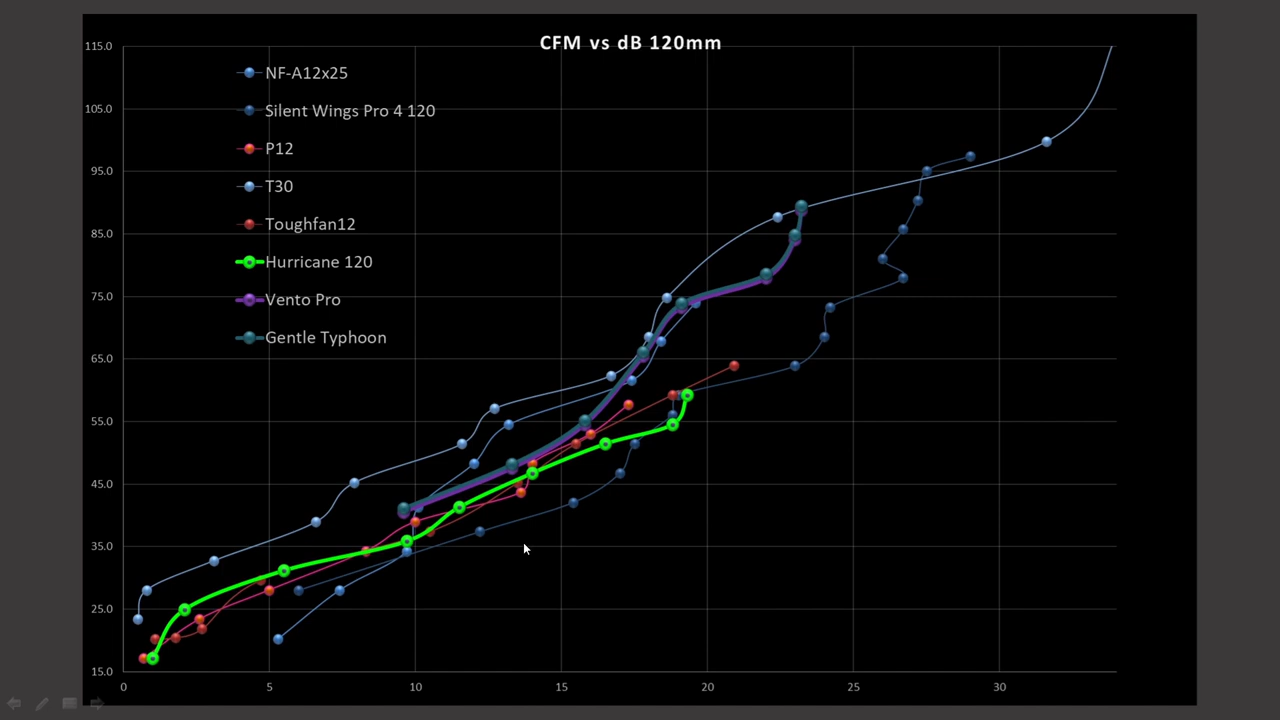 CFM vs dB 120mm
115.0
105.0
95.0
85.0
75.0
65.0
55.0
45.0
35.0
25.0
15.0
NF-A12x25
Silent Wings Pro 4 120
P12
T30
Toughfan12
Hurricane 120
Vento Pro
Gentle Typhoon
0 5 10 15 20 25 30